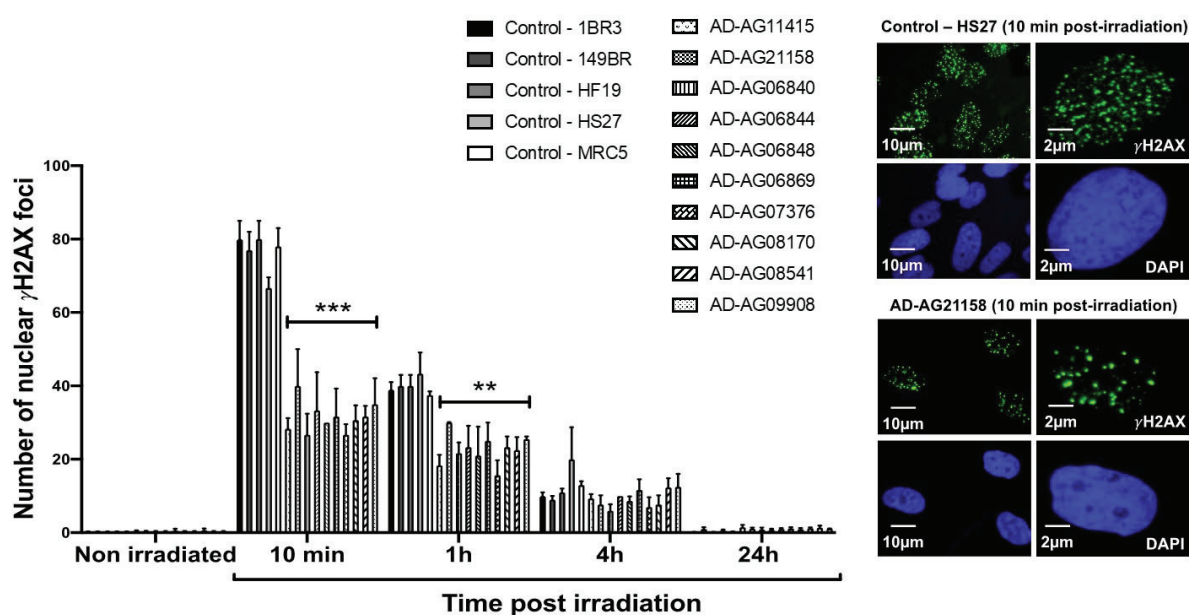 Control - 1BR3
Control - 149BR
Control - HF19
Control - HS27
Control - MRC5
AD-AG11415
AD-AG21158
AD-AG06840
AD-AG06844
AD-AG06848
AD-AG06869
AD-AG07376
AD-AG08170
AD-AG08541
AD-AG09908
Number of nuclear γH2AX foci
100
80
60
40
20
0
***
**
Non irradiated
10 min
1h
4h
24h
Time post irradiation
Control – HS27 (10 min post-irradiation)
10µm
2µm
γH2AX
10µm
2µm
DAPI
AD-AG21158 (10 min post-irradiation)
10µm
2µm
γH2AX
10µm
2µm
DAPI